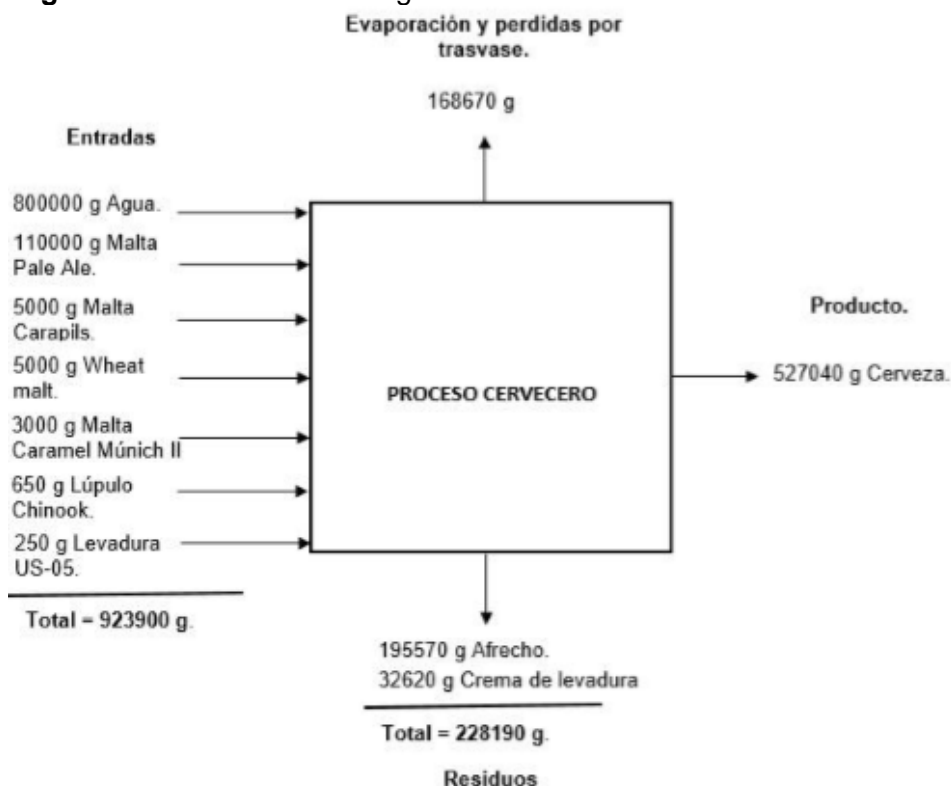 Evaporación y perdidas por
trasvase.
168670 g
Entradas
800000 g Agua.
110000 g Malta
Pale Ale.
5000 g Malta
Carapils.
5000 g Wheat
malt.
3000 g Malta
Caramel Múnich II
650 g Lúpulo
Chinook.
250 g Levadura
US-05.
Total = 923900 g.
PROCESO CERVECERO
Producto.
527040 g Cerveza.
195570 g Afrecho.
32620 g Crema de levadura
Total = 228190 g.
Residuos